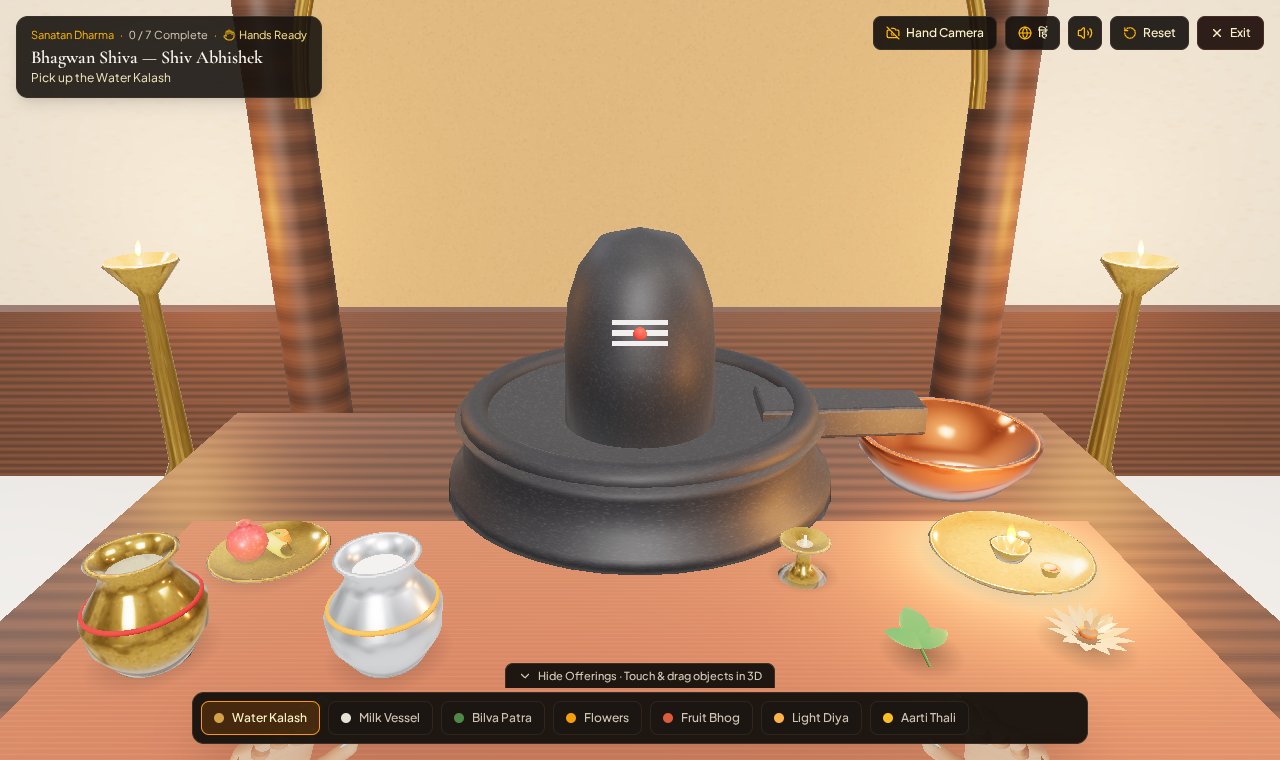 Sanatan Dharma · 0 / 7 Complete · Hands Ready
Bhagwan Shiva — Shiv Abhishek
Pick up the Water Kalash
Hand Camera
हिं
Reset
Exit
Hide Offerings · Touch & drag objects in 3D
Water Kalash
Milk Vessel
Bilva Patra
Flowers
Fruit Bhog
Light Diya
Aarti Thali